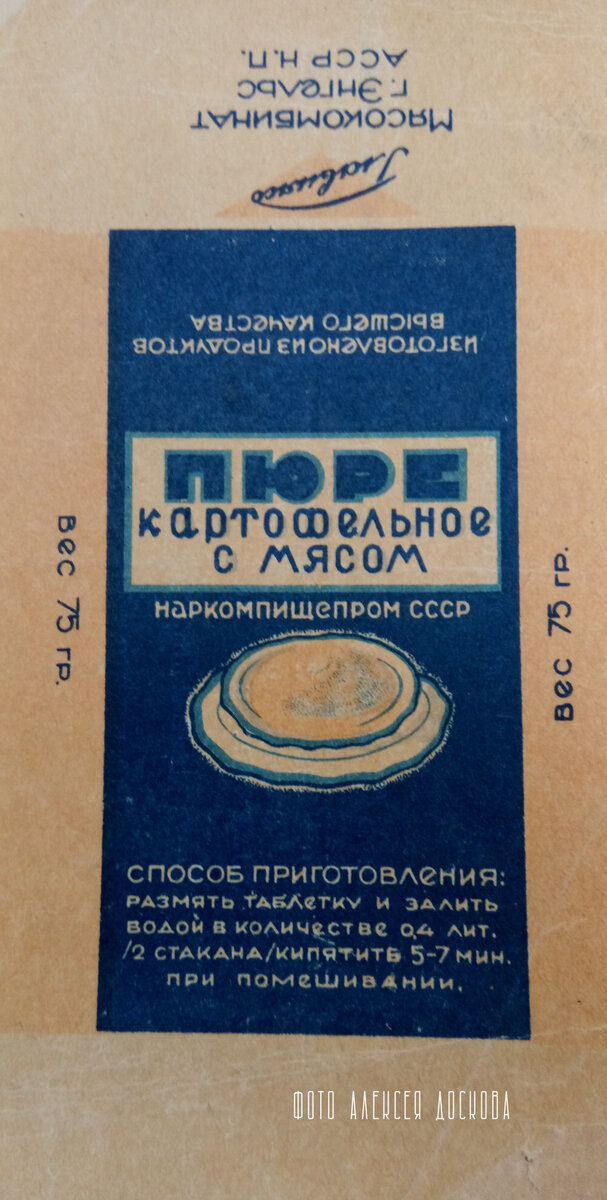 АССР Н.П.
г. Энгельс
Мясокомбинат
Главмясо
ИЗГОТОВЛЕНО ИЗ ПРОДУКТОВ
ВЫСШЕГО КАЧЕСТВА
ПЮРЕ
КАРТОФЕЛЬНОЕ
С МЯСОМ
НАРКОМПИЩЕПРОМ СССР
Вес 75 гр.
Вес 75 гр.
СПОСОБ ПРИГОТОВЛЕНИЯ:
РАЗМЯТЬ ТАБЛЕТКУ И ЗАЛИТЬ
ВОДОЙ В КОЛИЧЕСТВЕ 0,4 ЛИТ.
/2 СТАКАНА/КИПЯТИТЬ 5-7 МИН.
ПРИ ПОМЕШИВАНИИ.
ФОТО АЛЕКСЕЯ ДОСКОВА